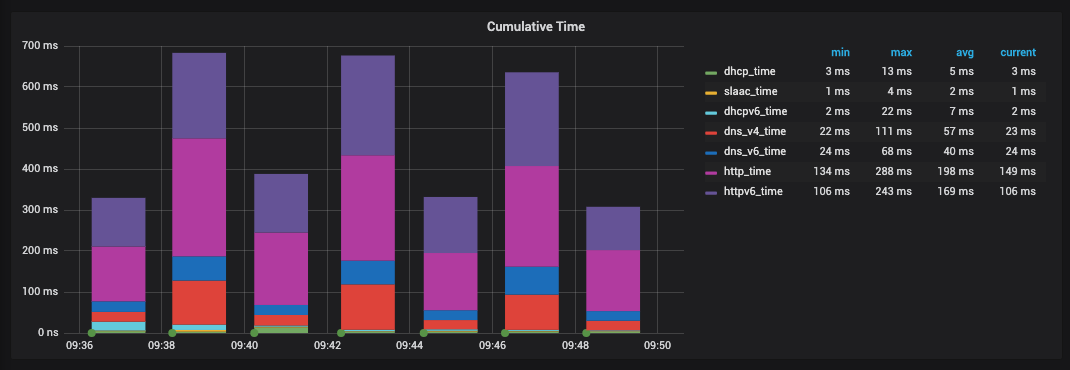 Cumulative Time
700 ms
600 ms
500 ms
400 ms
300 ms
200 ms
100 ms
0 ns
09:36 09:38 09:40 09:42 09:44 09:46 09:48 09:50
min max avg current
dhcp_time 3 ms 13 ms 5 ms 3 ms
slaac_time 1 ms 4 ms 2 ms 1 ms
dhcpv6_time 2 ms 22 ms 7 ms 2 ms
dns_v4_time 22 ms 111 ms 57 ms 23 ms
dns_v6_time 24 ms 68 ms 40 ms 24 ms
http_time 134 ms 288 ms 198 ms 149 ms
httpv6_time 106 ms 243 ms 169 ms 106 ms